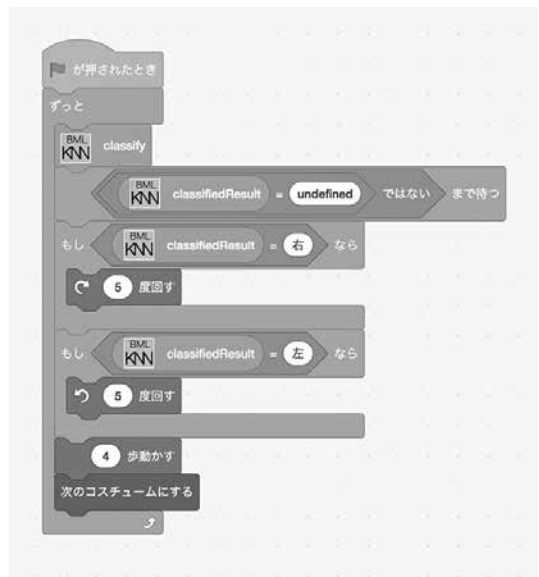 が押されたとき
ずっと
BML KNN classify
BML KNN classifiedResult = undefined ではない まで待つ
もし BML KNN classifiedResult = 右 なら
5 度回す
もし BML KNN classifiedResult = 左 なら
5 度回す
4 歩動かす
次のコスチュームにする